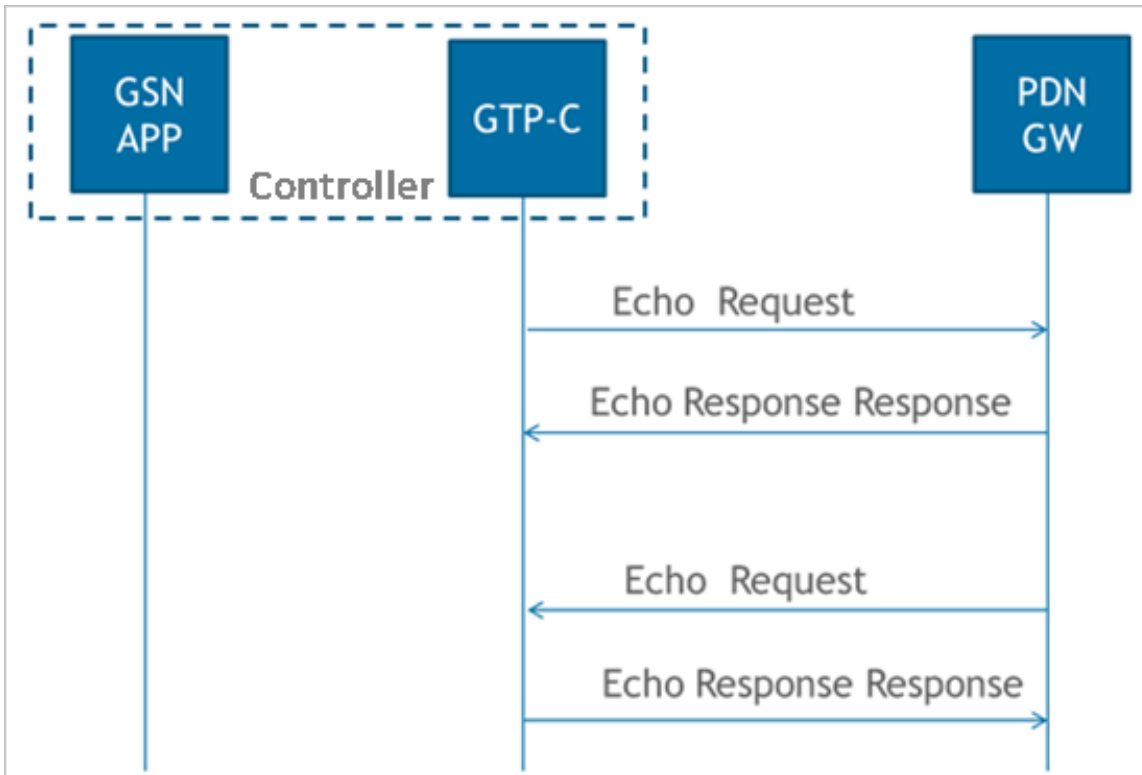 GSN
APP
GTP-C
PDN
GW
Controller
Echo Request
Echo Response Response
Echo Request
Echo Response Response